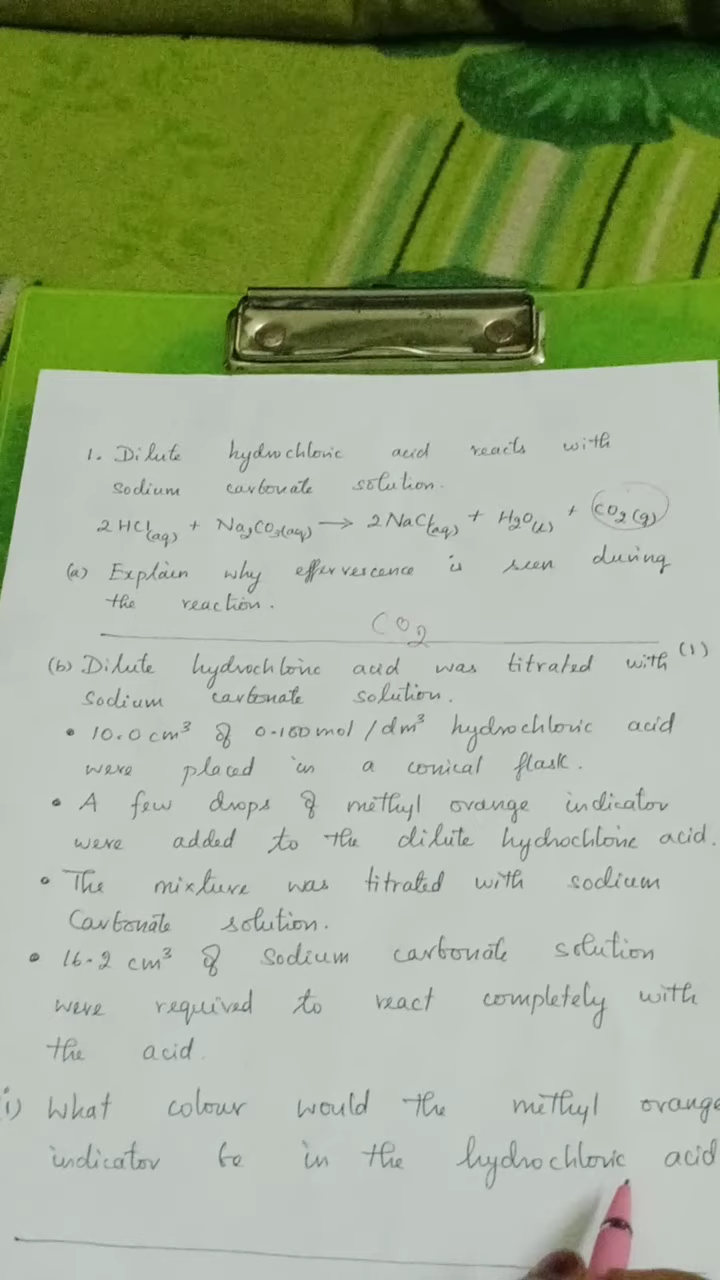 1. Dilute hydrochloric acid reacts with
sodium carbonate solution.
2HCl(aq) + Na2CO3(aq) → 2NaCl(aq) + H2O(l) + CO2(g)
(a) Explain why effervescence is seen during
the reaction.
CO2
(1)
(b) Dilute hydrochloric acid was titrated with
sodium carbonate solution.
• 10.0 cm³ of 0.100 mol/dm³ hydrochloric acid
were placed in a conical flask.
• A few drops of methyl orange indicator
were added to the dilute hydrochloric acid.
• The mixture was titrated with sodium
Carbonate solution.
• 16.2 cm³ of sodium carbonate solution
were required to react completely with
the acid.
i) What colour would the methyl orange
indicator be in the hydrochloric acid